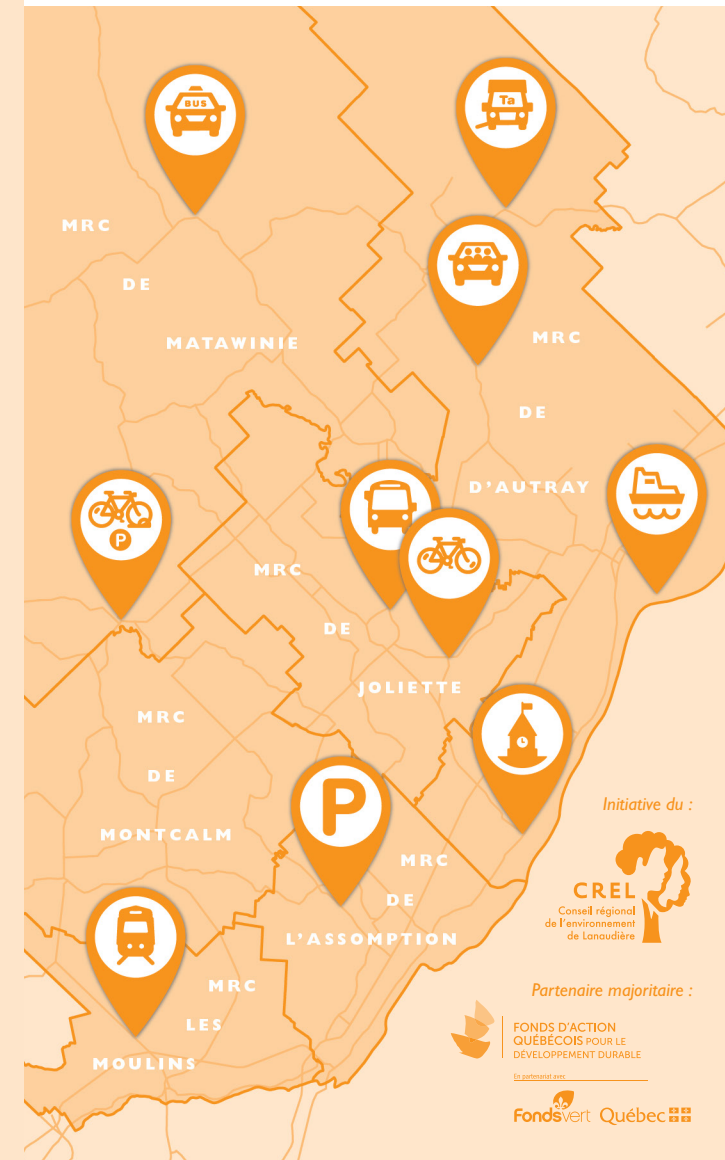 BUS
Ta
MRC
DE
MATAWINIE
MRC
DE
D'AUTRAY
P
MRC
DE
JOLIETTE
MRC
DE
MONTCALM
P
MRC
DE
L'ASSOMPTION
MRC
LES
MOULINS
Initiative du :
CREL
Conseil régional
de l'environnement
de Lanaudière
Partenaire majoritaire :
FONDS D'ACTION
QUÉBÉCOIS POUR LE
DÉVELOPPEMENT DURABLE
En partenariat avec
Fondsvert Québec